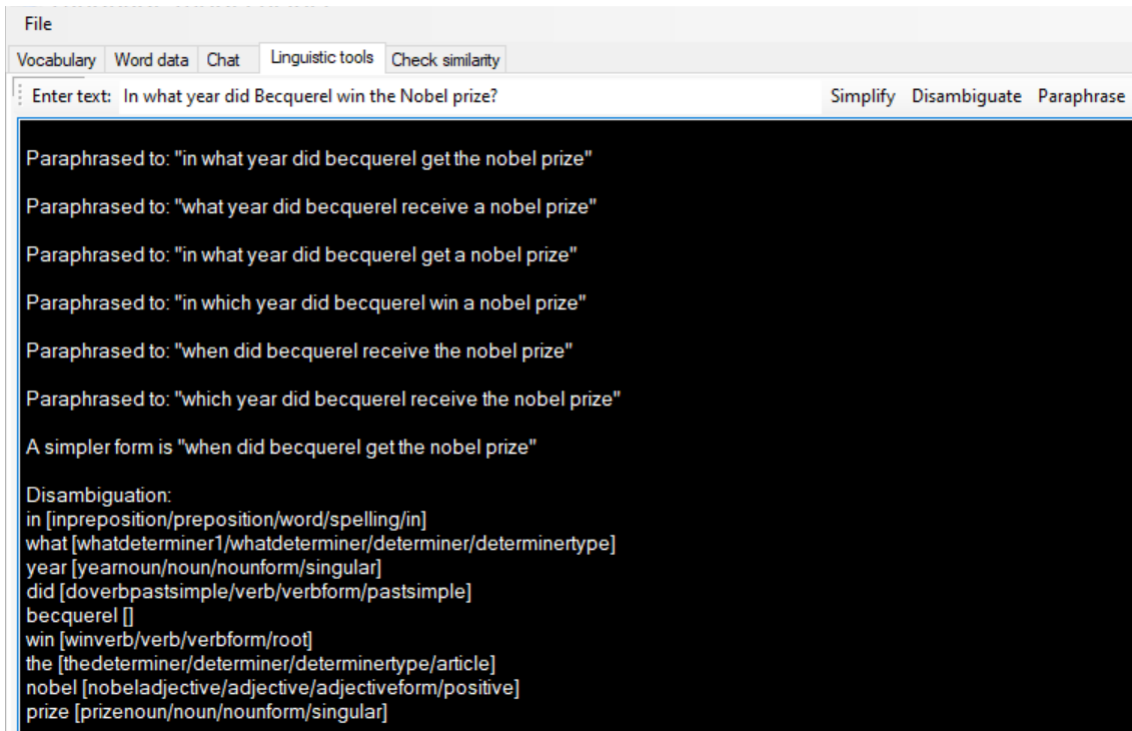 File
Vocabulary Word data Chat Linguistic tools Check similarity
Enter text: In what year did Becquerel win the Nobel prize? Simplify Disambiguate Paraphrase
Paraphrased to: "in what year did becquerel get the nobel prize"
Paraphrased to: "what year did becquerel receive a nobel prize"
Paraphrased to: "in what year did becquerel get a nobel prize"
Paraphrased to: "in which year did becquerel win a nobel prize"
Paraphrased to: "when did becquerel receive the nobel prize"
Paraphrased to: "which year did becquerel receive the nobel prize"
A simpler form is "when did becquerel get the nobel prize"
Disambiguation:
in [inpreposition/preposition/word/spelling/in]
what [whatdeterminer1/whatdeterminer/determiner/determinertype]
year [yearnoun/noun/nounform/singular]
did [doverbpastsimple/verb/verbform/pastsimple]
becquerel []
win [winverb/verb/verbform/root]
the [thedeterminer/determiner/determinertype/article]
nobel [nobeladjective/adjective/adjectiveform/positive]
prize [prizenoun/noun/nounform/singular]